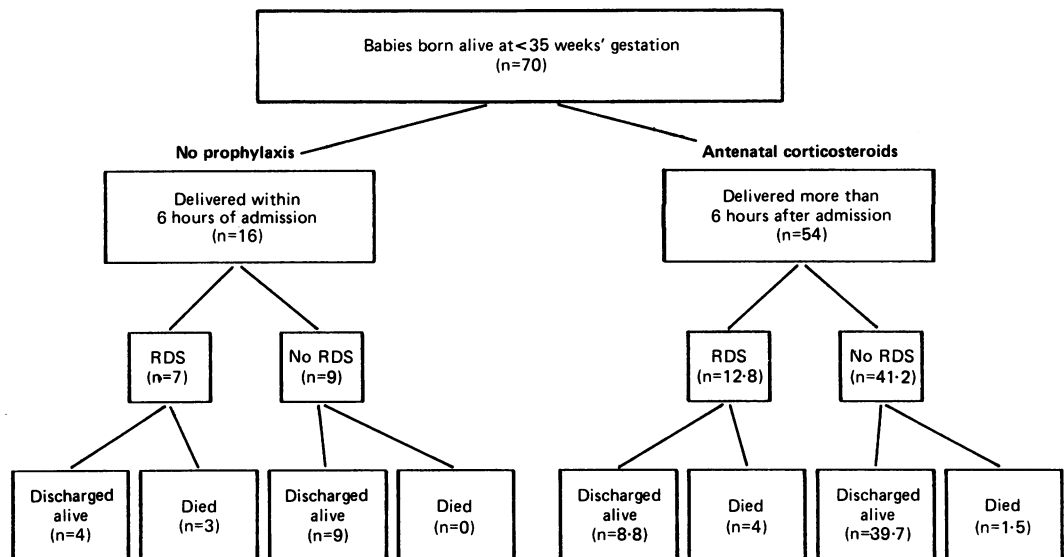 Babies born alive at<35 weeks' gestation
(n=70)
No prophylaxis
Antenatal corticosteroids
Delivered within
6 hours of admission
(n=16)
Delivered more than
6 hours after admission
(n=54)
RDS
(n=7)
No RDS
(n=9)
RDS
(n=12·8)
No RDS
(n=41·2)
Discharged
alive
(n=4)
Died
(n=3)
Discharged
alive
(n=9)
Died
(n=0)
Discharged
alive
(n=8·8)
Died
(n=4)
Discharged
alive
(n=39·7)
Died
(n=1·5)